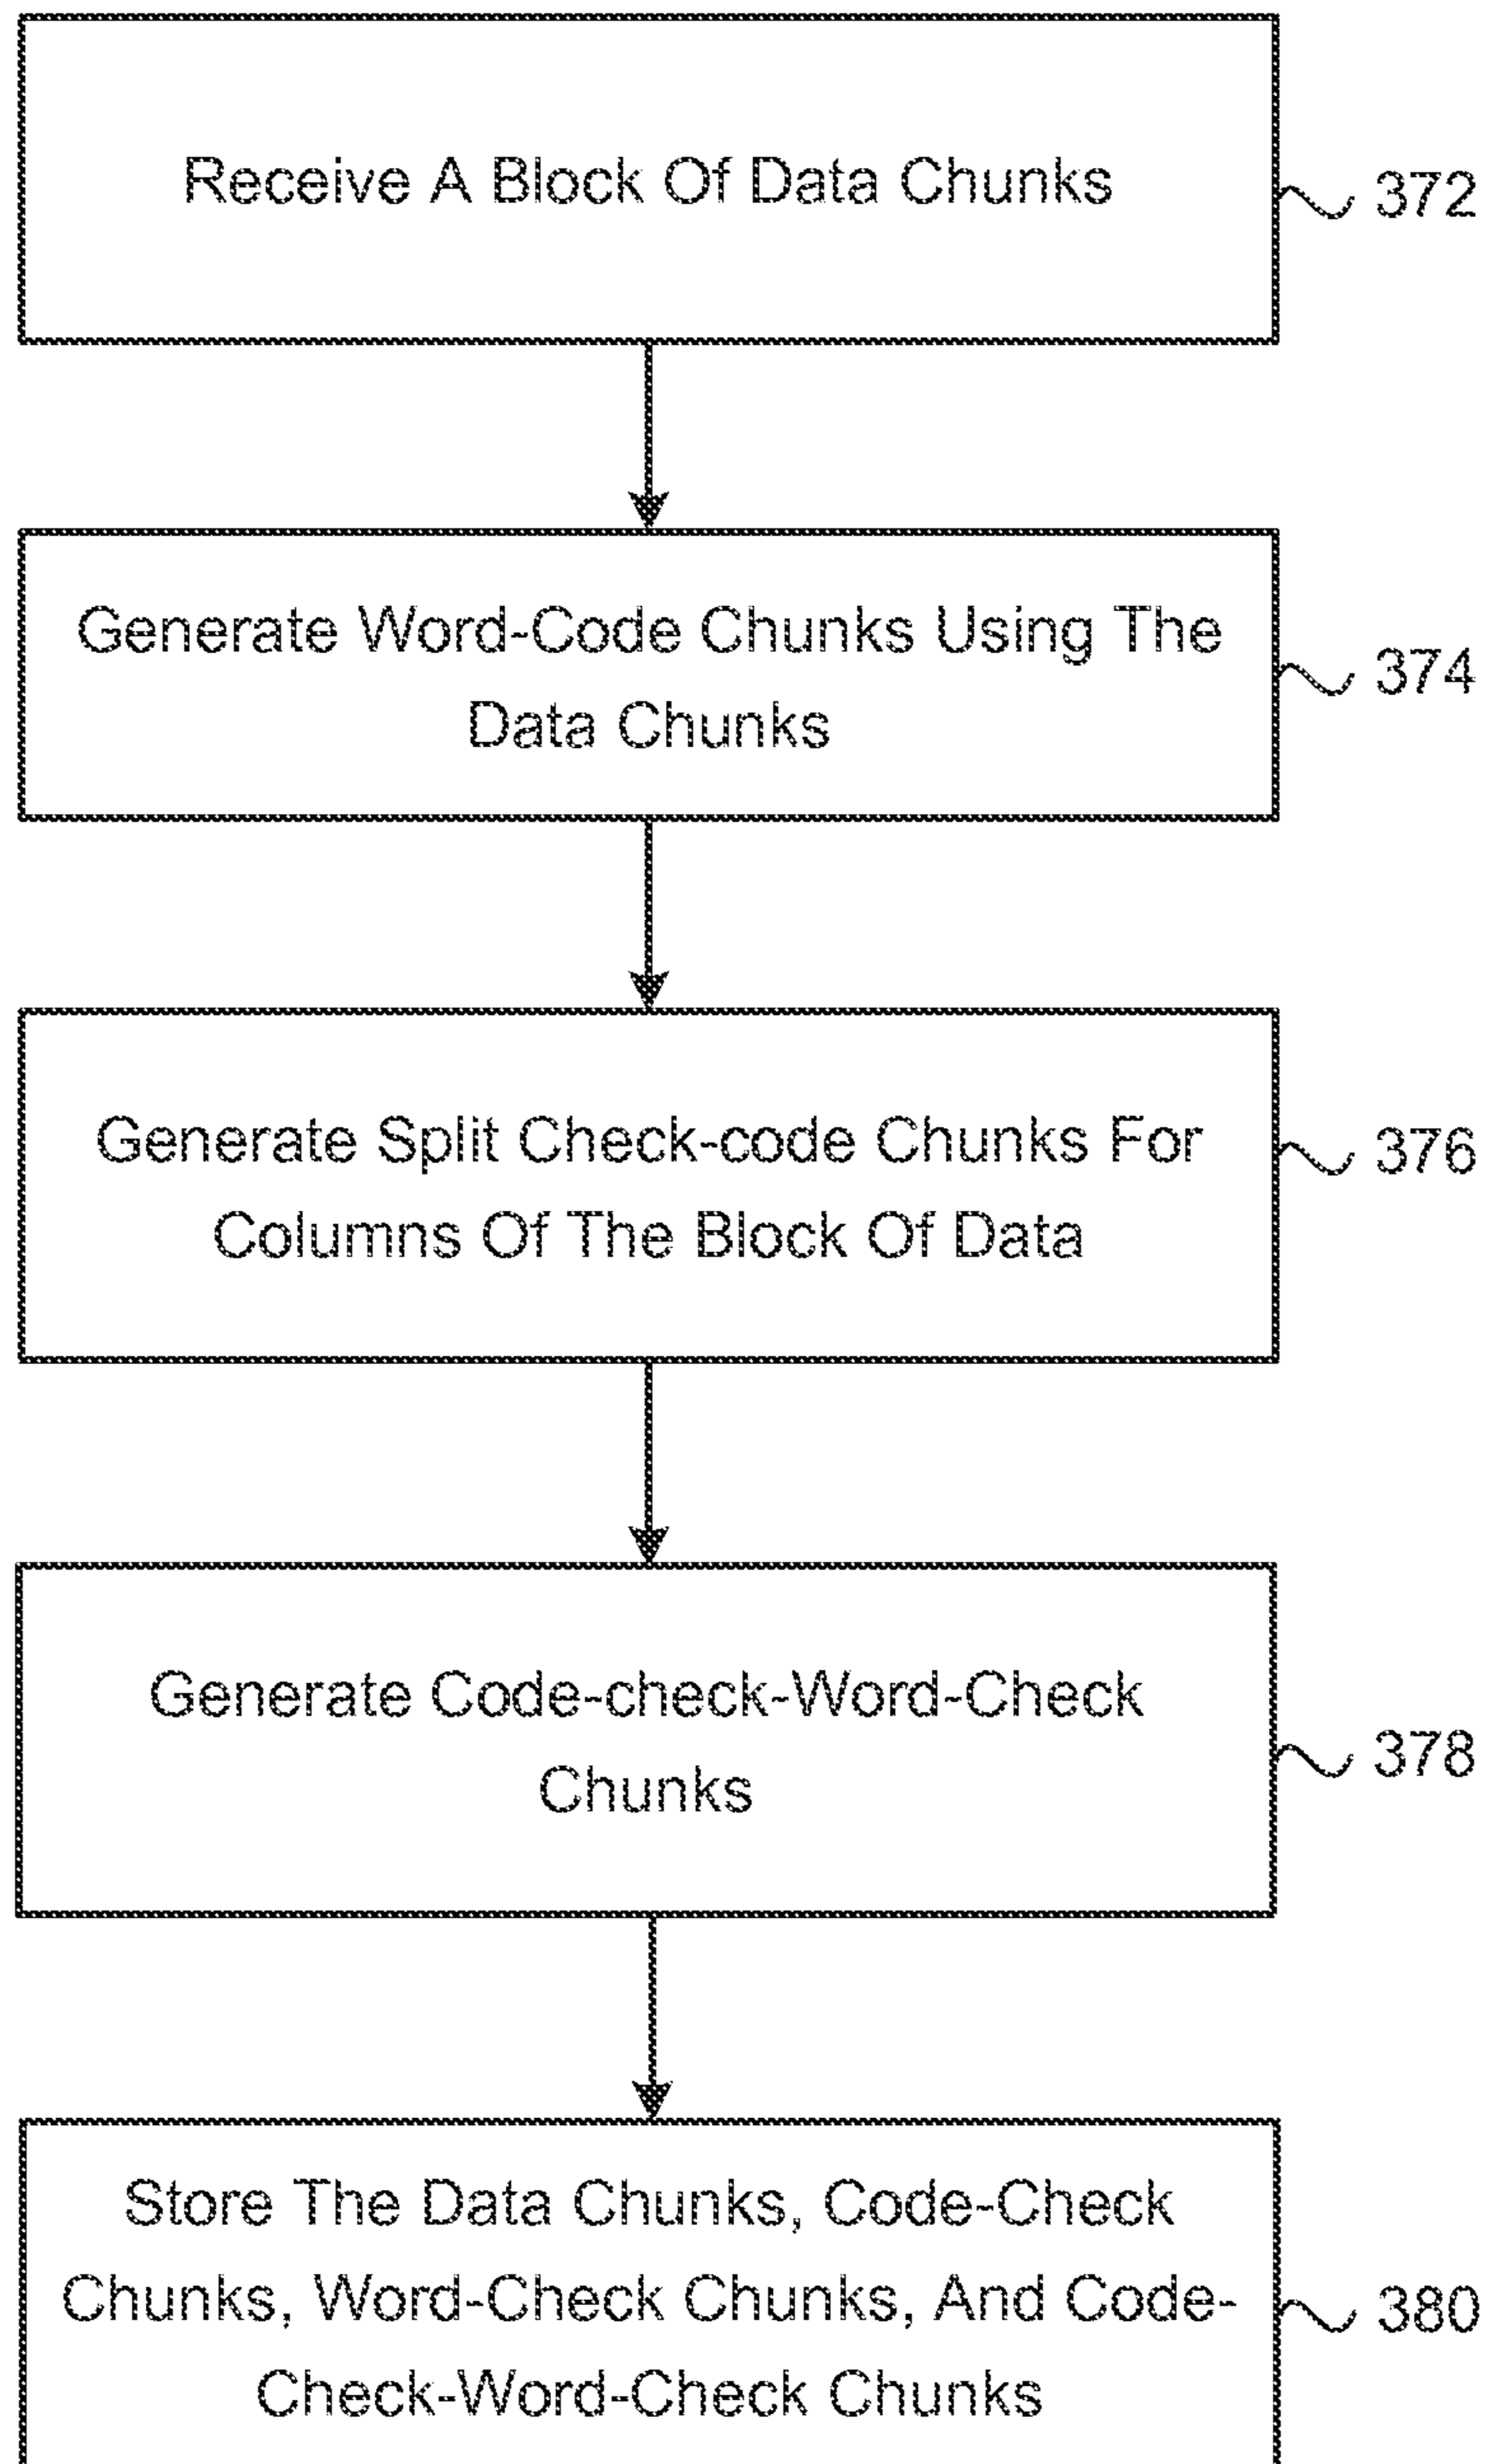 Receive A Block Of Data Chunks
372
Generate Word-Code Chunks Using The
Data Chunks
374
Generate Split Check-code Chunks For
Columns Of The Block Of Data
376
Generate Code-check-Word-Check
Chunks
378
Store The Data Chunks, Code-Check
Chunks, Word-Check Chunks, And Code-
Check-Word-Check Chunks
380